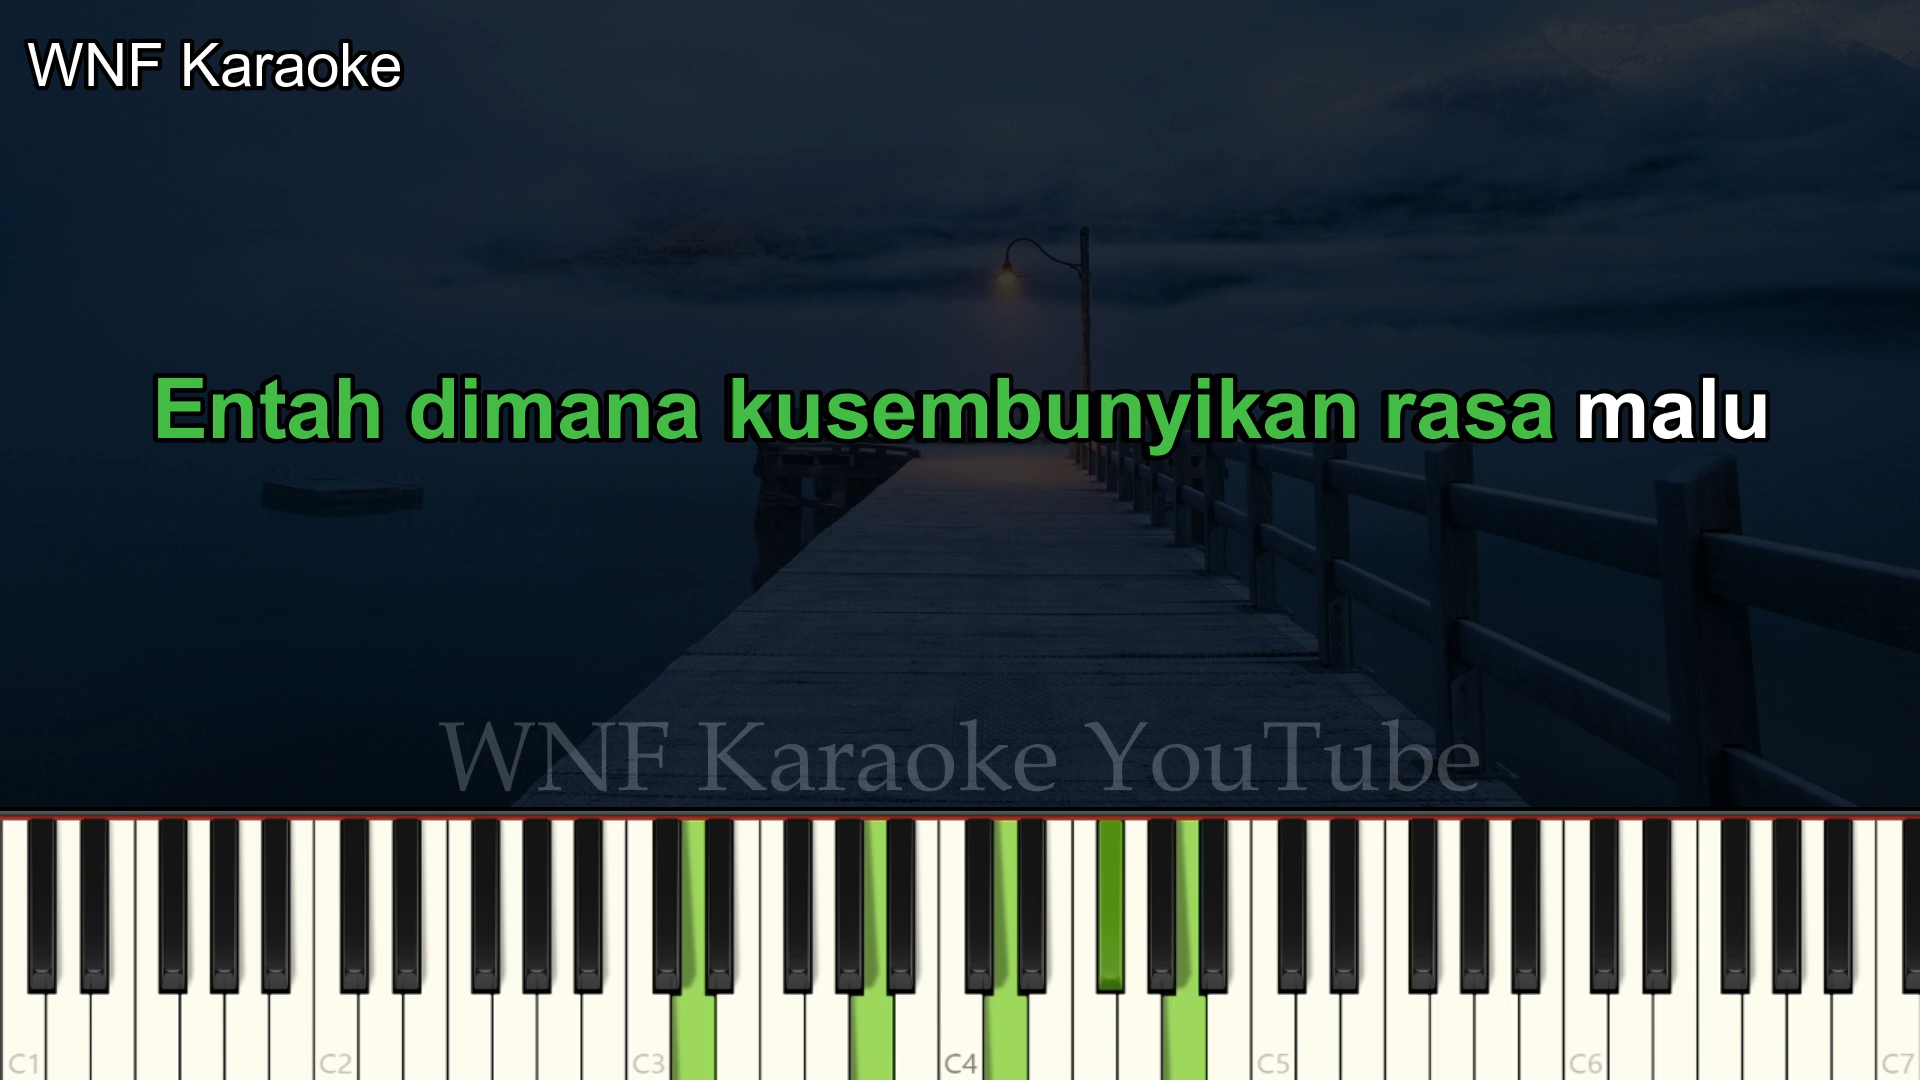 WNF Karaoke
Entah dimana kusembunyikan rasa malu
WNF Karaoke YouTube
C1 C2 C3 C4 C5 C6 C7